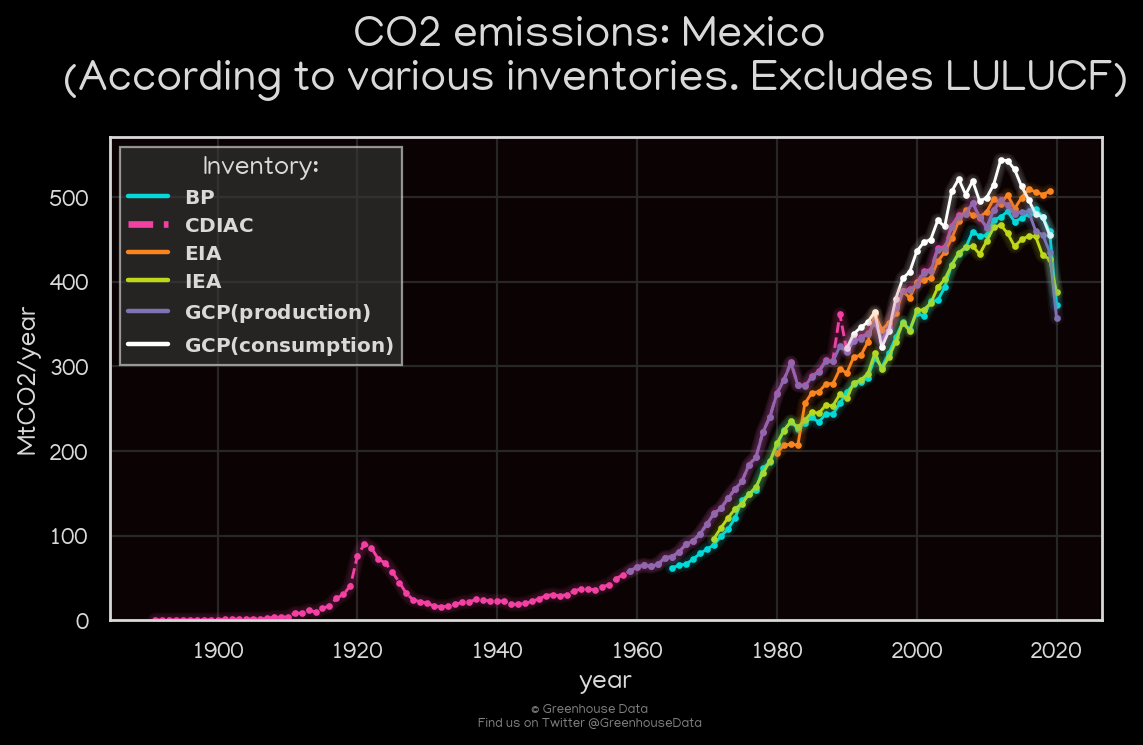 CO2 emissions: Mexico
(According to various inventories. Excludes LULUCF)
Inventory:
BP
CDIAC
EIA
IEA
GCP(production)
GCP(consumption)
MtCO2/year
500
400
300
200
100
0
1900 1920 1940 1960 1980 2000 2020
year
© Greenhouse Data
Find us on Twitter @GreenhouseData